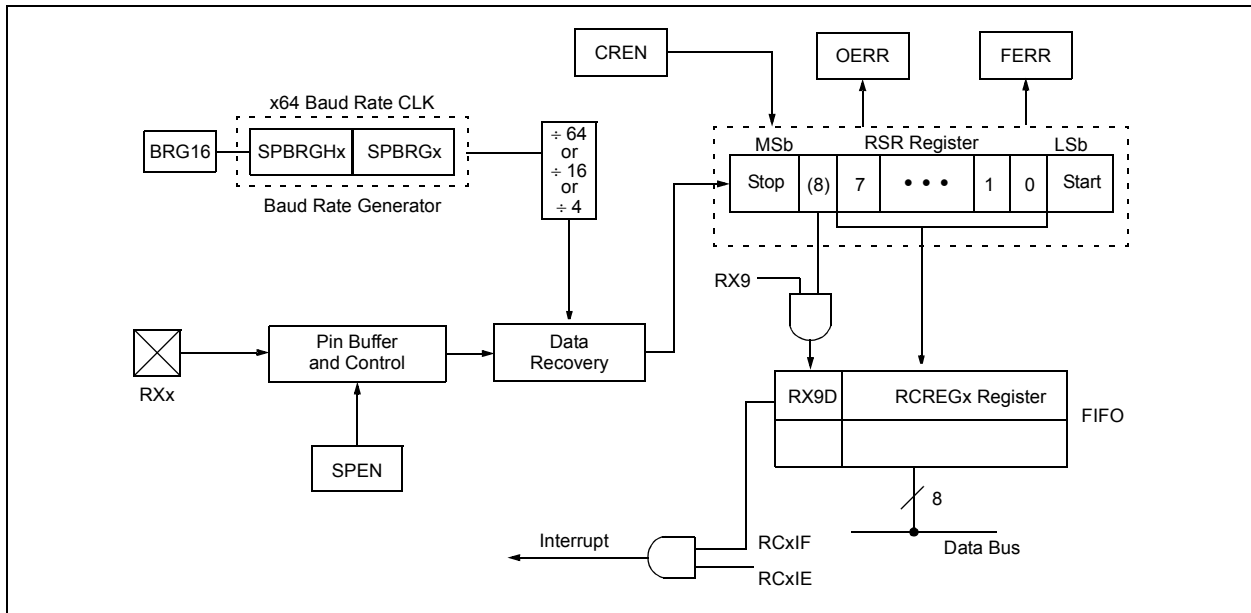 CREN
OERR
FERR
x64 Baud Rate CLK
BRG16
SPBRGHx
SPBRGx
Baud Rate Generator
÷ 64
or
÷ 16
or
÷ 4
MSb
RSR Register
LSb
Stop
(8)
7
• • •
1
0
Start
RX9
RXx
Pin Buffer
and Control
Data
Recovery
SPEN
RX9D
RCREGx Register
FIFO
8
Data Bus
Interrupt
RCxIF
RCxIE